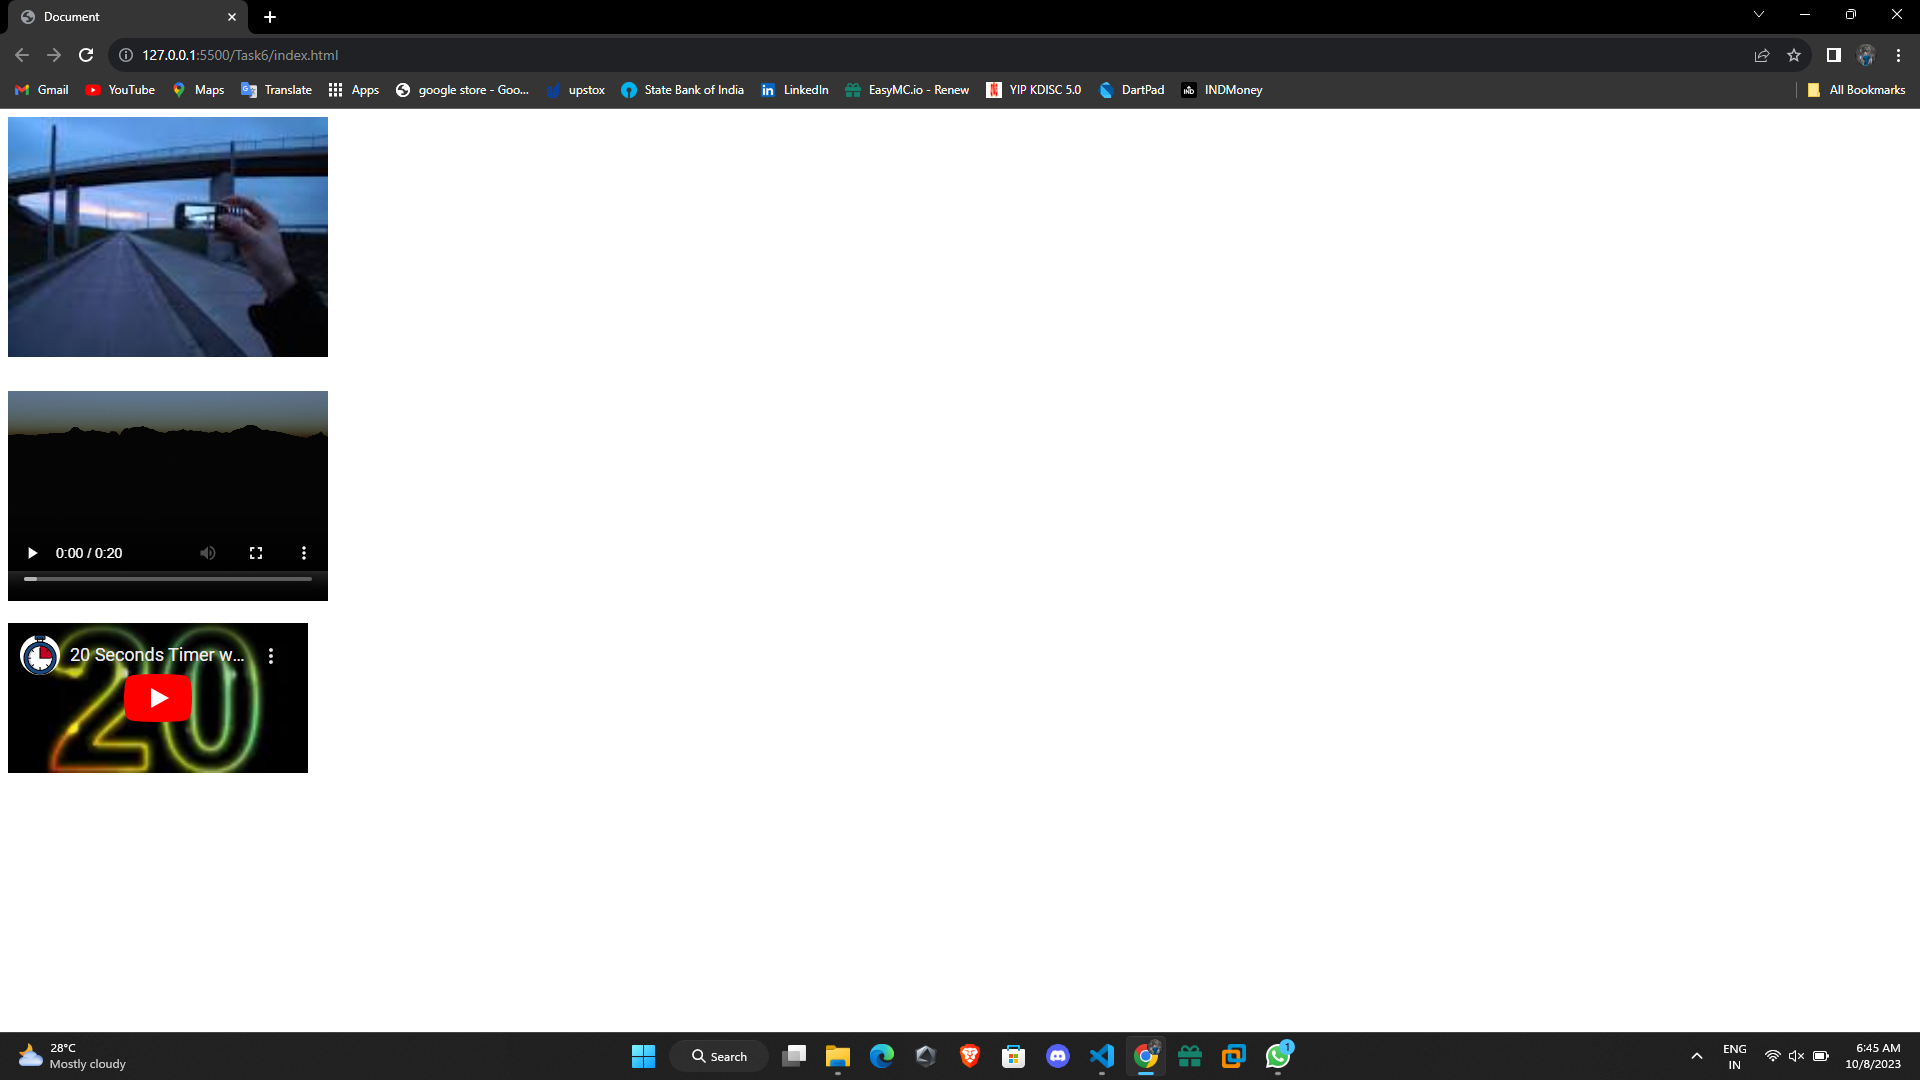 Document
127.0.0.1:5500/Task6/index.html
Gmail YouTube Maps Translate Apps google store - Goo... upstox State Bank of India LinkedIn EasyMC.io - Renew YIP KDISC 5.0 DartPad INDMoney All Bookmarks
0:00 / 0:20
20 Seconds Timer w...
20
28°C
Mostly cloudy
Search
1
ENG
IN
6:45 AM
10/8/2023